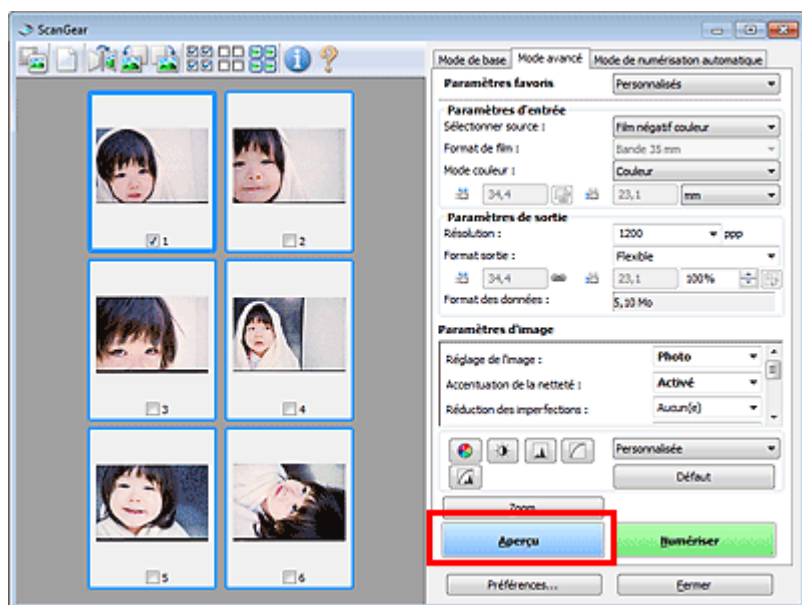 ScanGear
Mode de base Mode avancé Mode de numérisation automatique
Paramètres favoris Personnalisés
Paramètres d'entrée
Sélectionner source : Film négatif couleur
Format de film : Bande 35 mm
Mode couleur : Couleur
34,4 23,1 mm
Paramètres de sortie
Résolution : 1200 ppp
Format sortie : Flexible
34,4 23,1 100%
Format des données : 5,10 Mo
Paramètres d'image
Réglage de l'image : Photo
Accentuation de la netteté : Activé
Réduction des imperfections : Aucun(e)
Personnalisée
Défaut
Zoom
Aperçu Numériser
Préférences... Fermer
1 2
3 4
5 6